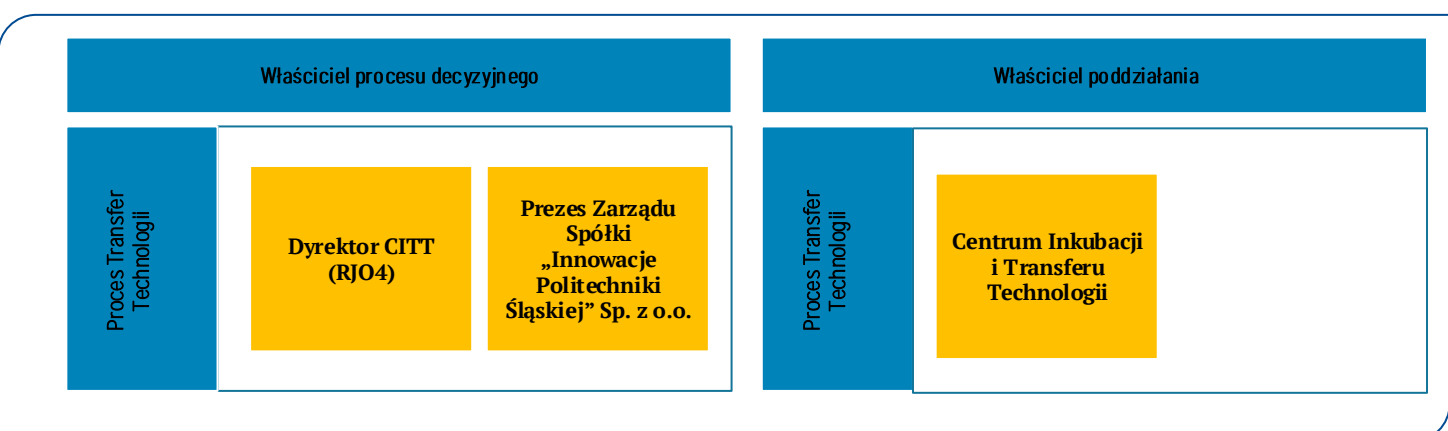 Właściciel procesu decyzyjnego
Proces Transfer
Technologii
Dyrektor CITT
(RJO4)
Prezes Zarządu
Spółki
„Innowacje
Politechniki
Śląskiej” Sp. z o.o.
Właściciel poddziałania
Proces Transfer
Technologii
Centrum Inkubacji
i Transferu
Technologii